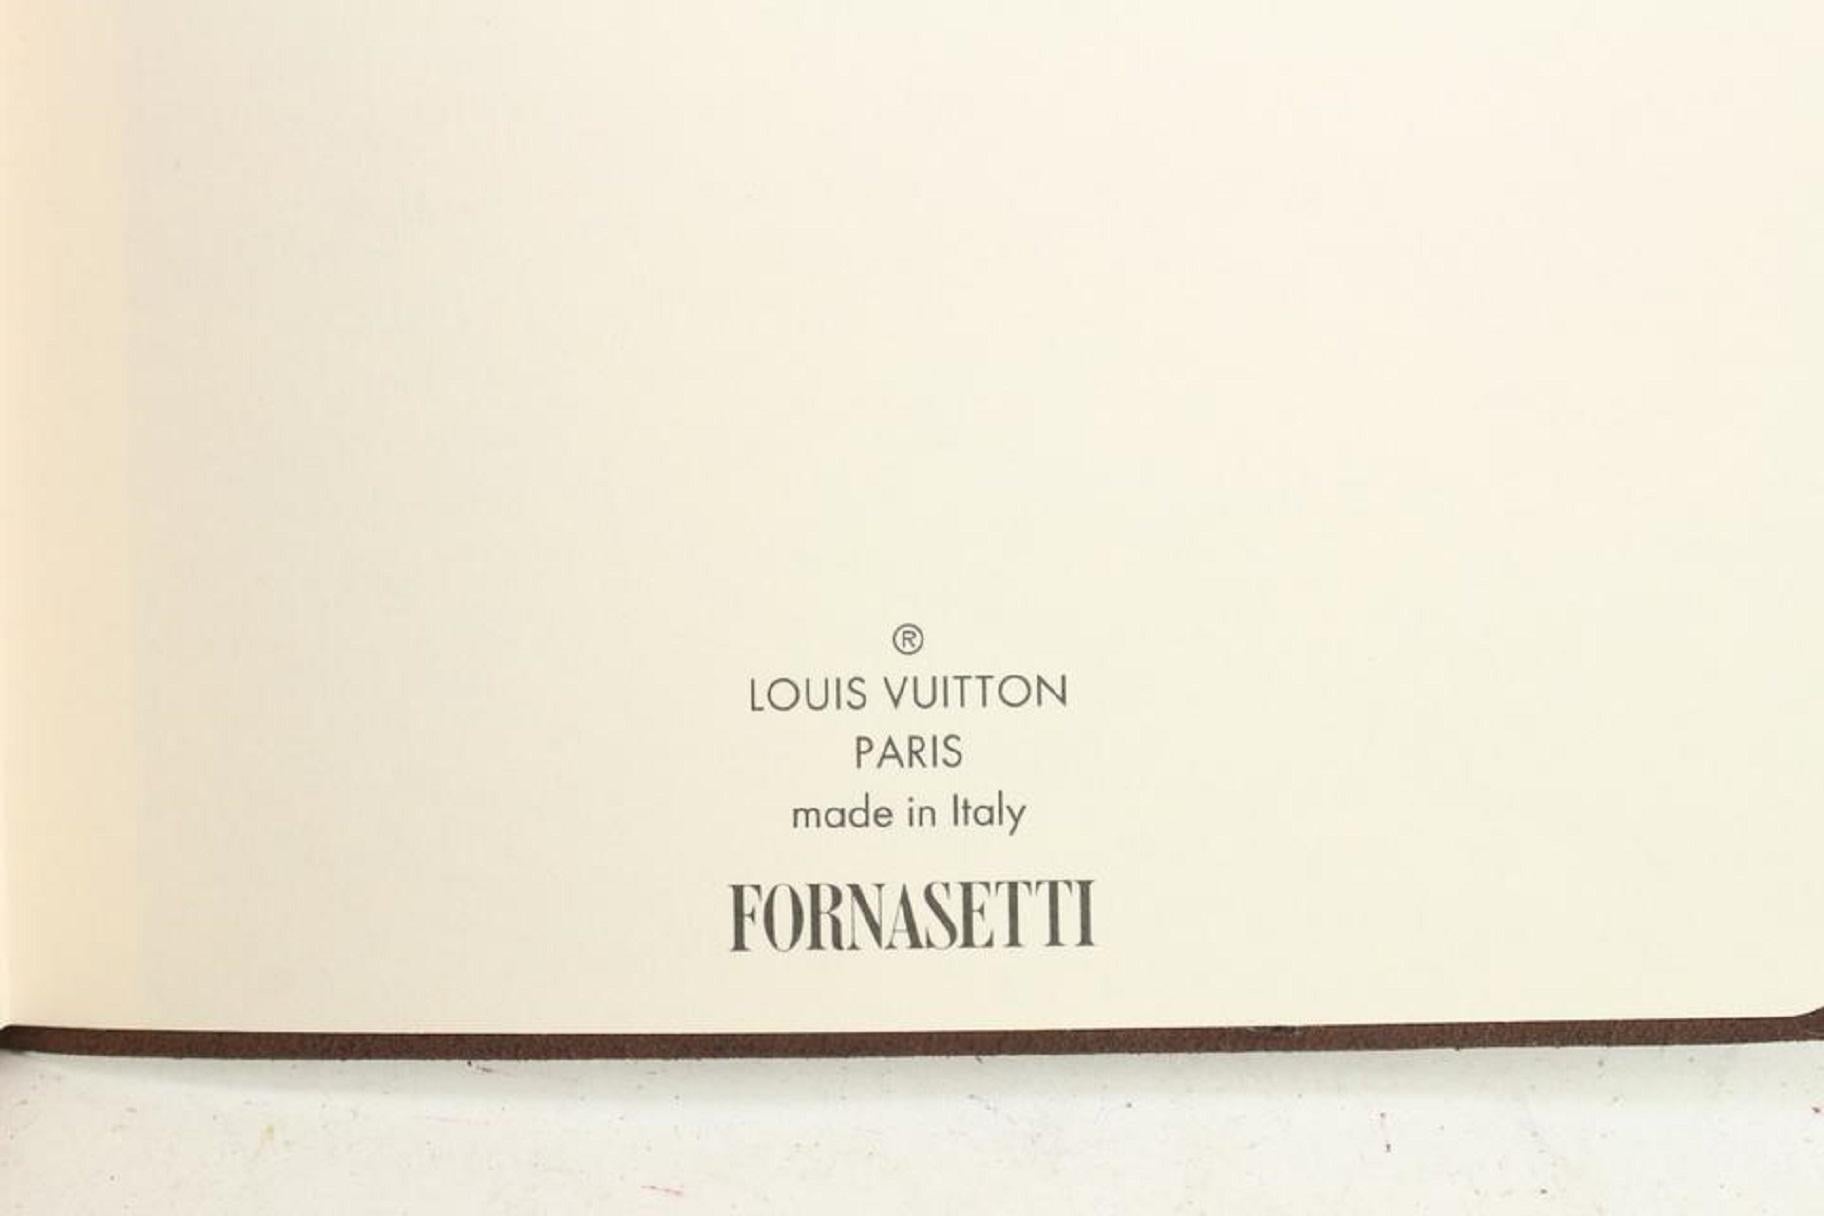 ®
LOUIS VUITTON
PARIS
made in Italy
FORNASETTI